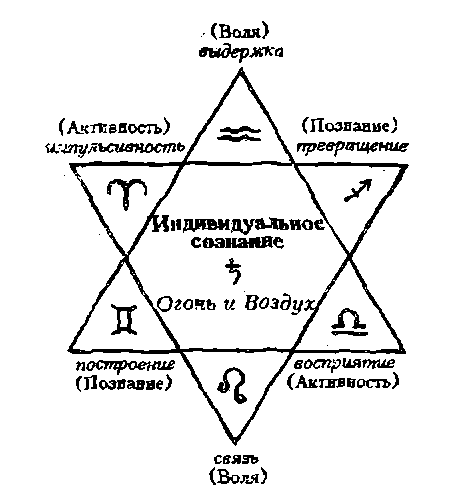 (Воля)
выдержка
(Активность) (Познание)
импульсивность превращение
♒
♈ ♐
Индивидуальное
сознание
♄
Огонь и Воздух
♊ ♎
♌
построение восприятие
(Познание) (Активность)
связь
(Воля)